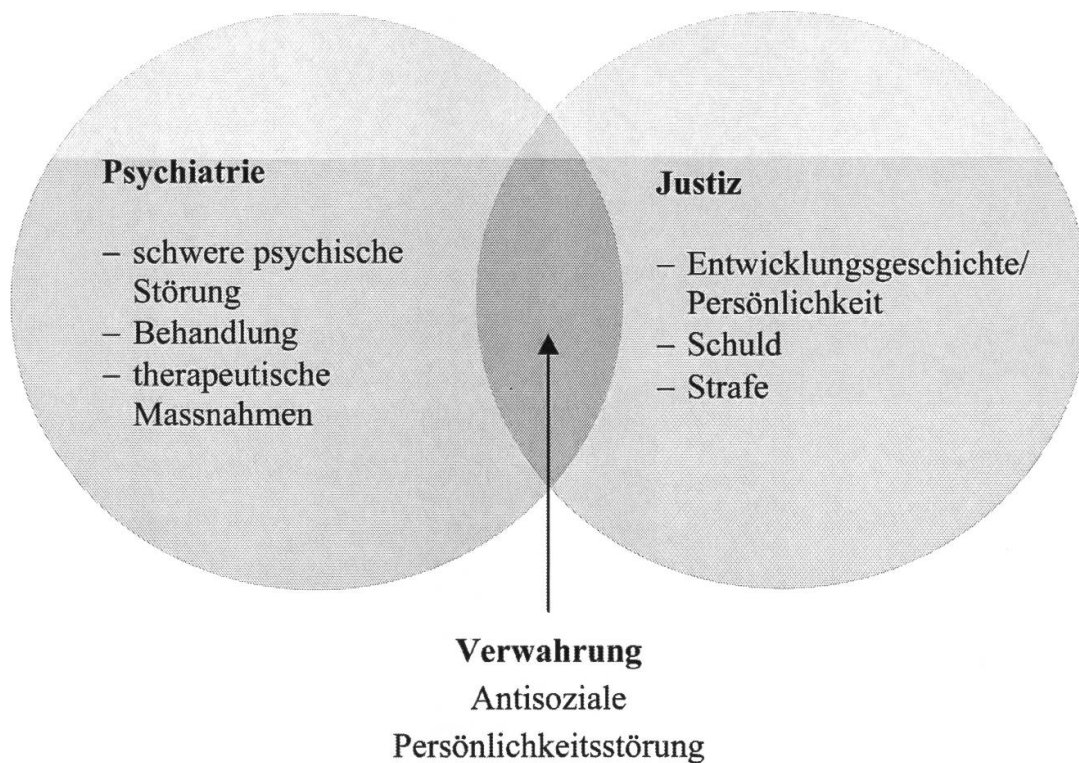 Psychiatrie
– schwere psychische
Störung
– Behandlung
– therapeutische
Massnahmen
Justiz
– Entwicklungsgeschichte/
Persönlichkeit
– Schuld
– Strafe
Verwahrung
Antisoziale
Persönlichkeitsstörung